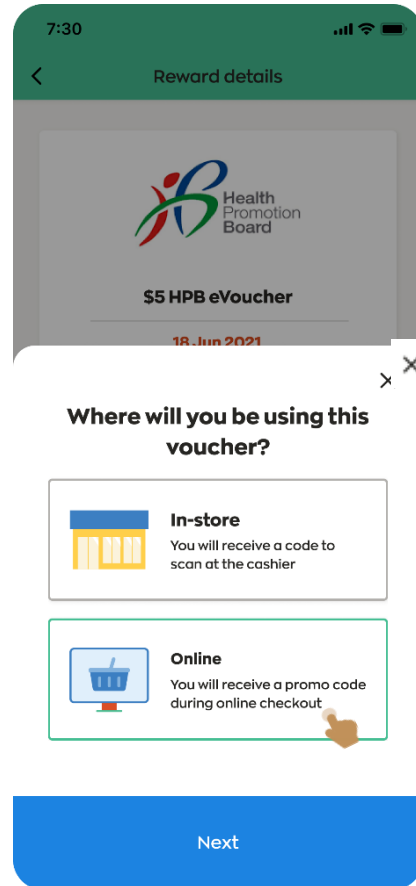 7:30
Reward details
Health
Promotion
Board
$5 HPB eVoucher
18 Jun 2021
Where will you be using this
voucher?
In-store
You will receive a code to
scan at the cashier
Online
You will receive a promo code
during online checkout
Next